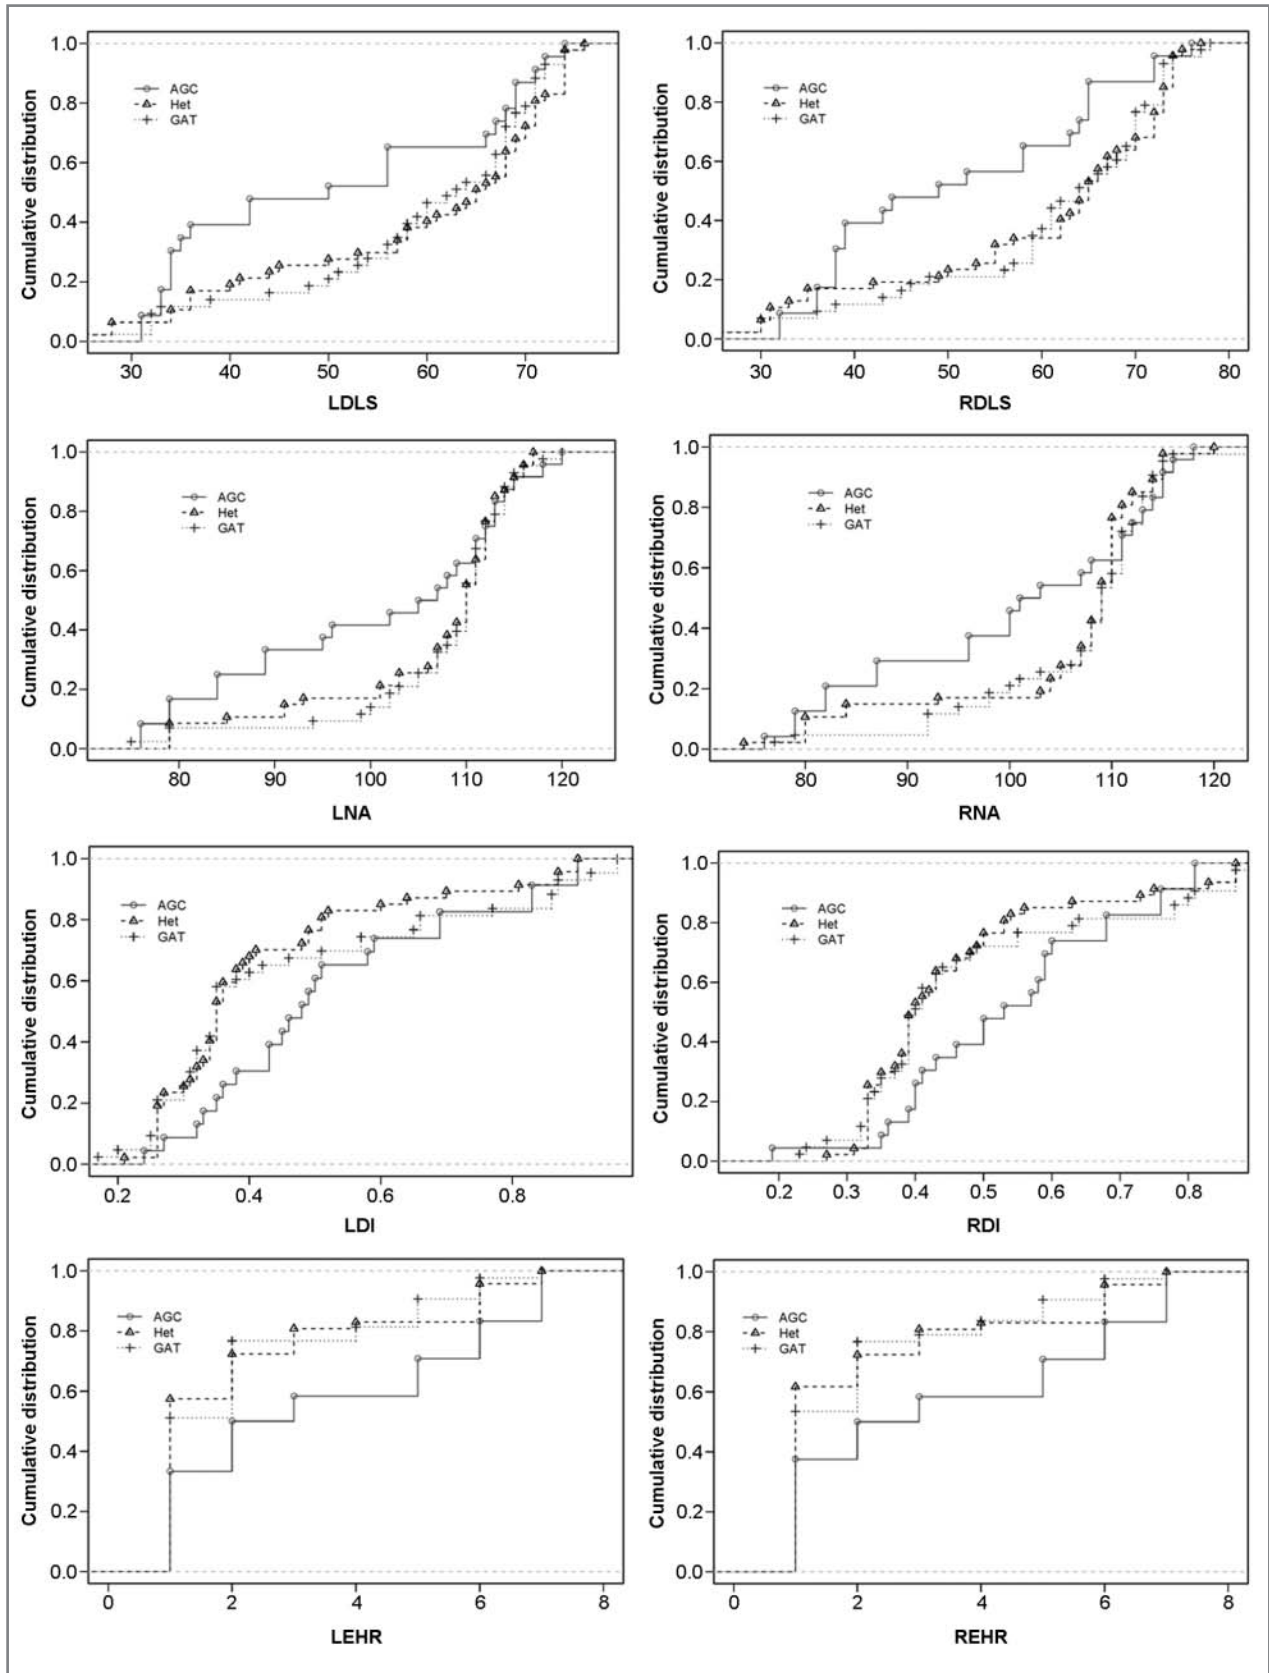 1.0
0.8
0.6
0.4
0.2
0.0
Cumulative distribution
AGC
Het
GAT
30 40 50 60 70
LDLS
1.0
0.8
0.6
0.4
0.2
0.0
Cumulative distribution
AGC
Het
GAT
30 40 50 60 70 80
RDLS
1.0
0.8
0.6
0.4
0.2
0.0
Cumulative distribution
AGC
Het
GAT
80 90 100 110 120
LNA
1.0
0.8
0.6
0.4
0.2
0.0
Cumulative distribution
AGC
Het
GAT
80 90 100 110 120
RNA
1.0
0.8
0.6
0.4
0.2
0.0
Cumulative distribution
AGC
Het
GAT
0.2 0.4 0.6 0.8
LDI
1.0
0.8
0.6
0.4
0.2
0.0
Cumulative distribution
AGC
Het
GAT
0.2 0.3 0.4 0.5 0.6 0.7 0.8
RDI
1.0
0.8
0.6
0.4
0.2
0.0
Cumulative distribution
AGC
Het
GAT
0 2 4 6 8
LEHR
1.0
0.8
0.6
0.4
0.2
0.0
Cumulative distribution
AGC
Het
GAT
0 2 4 6 8
REHR